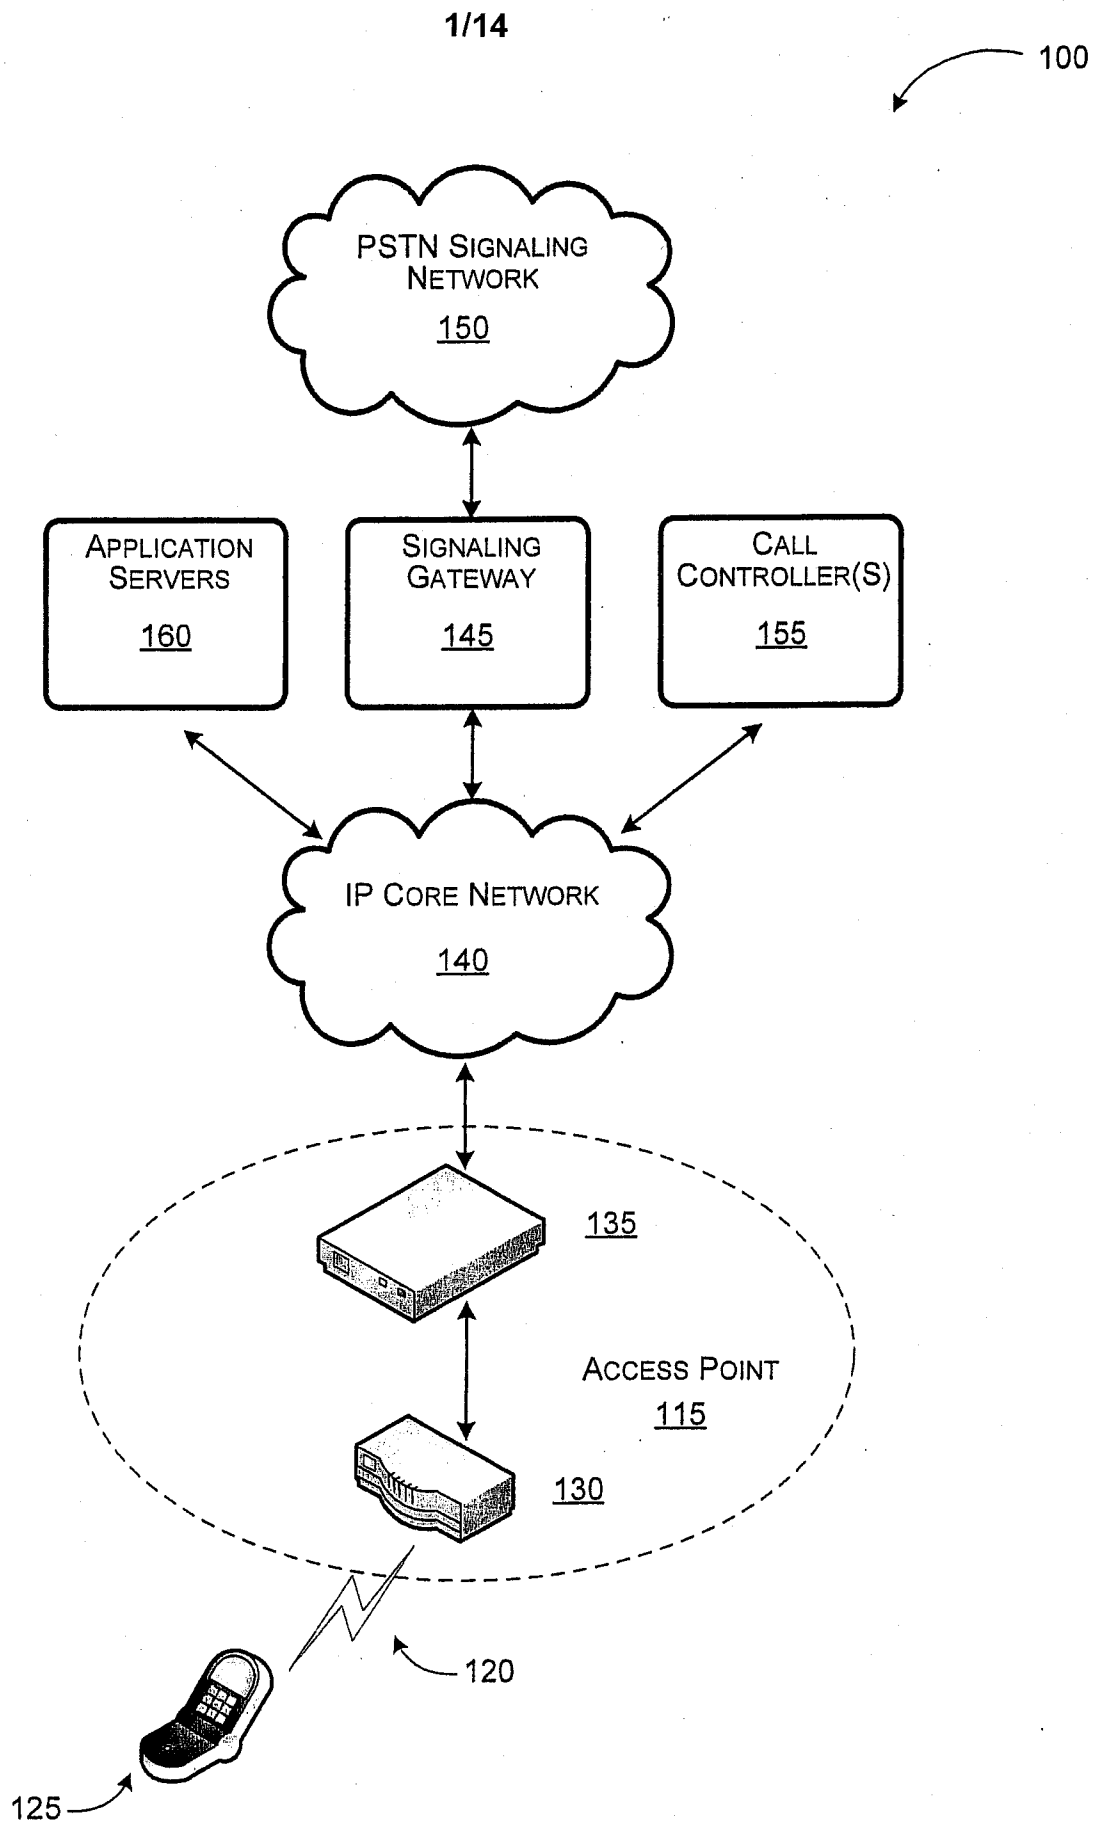 1/14
100
PSTN SIGNALING
NETWORK
150
APPLICATION
SERVERS
160
SIGNALING
GATEWAY
145
CALL
CONTROLLER(S)
155
IP CORE NETWORK
140
135
ACCESS POINT
115
130
120
125